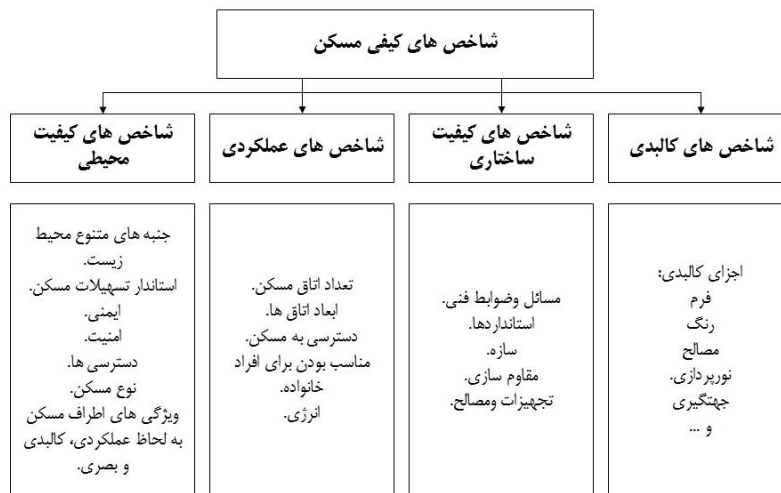 شاخص های کیفی مسکن
شاخص های کالبدی
شاخص های کیفیت
ساختاری
شاخص های عملکردی
شاخص های کیفیت
محیطی
اجزای کالبدی:
فرم
رنگ
مصالح
نورپردازی.
جهتگیری
و ...
مسائل وضوابط فنی.
استانداردها.
سازه.
مقاوم سازی.
تجهیزات ومصالح.
تعداد اتاق مسکن.
ابعاد اتاق ها.
دسترسی به مسکن.
مناسب بودن برای افراد
خانواده.
انرژی.
جنبه های متنوع محیط
زیست.
استاندار تسهیلات مسکن.
ایمنی.
امنیت.
دسترسی ها.
نوع مسکن.
ویژگی های اطراف مسکن
به لحاظ عملکردی، کالبدی
و بصری.